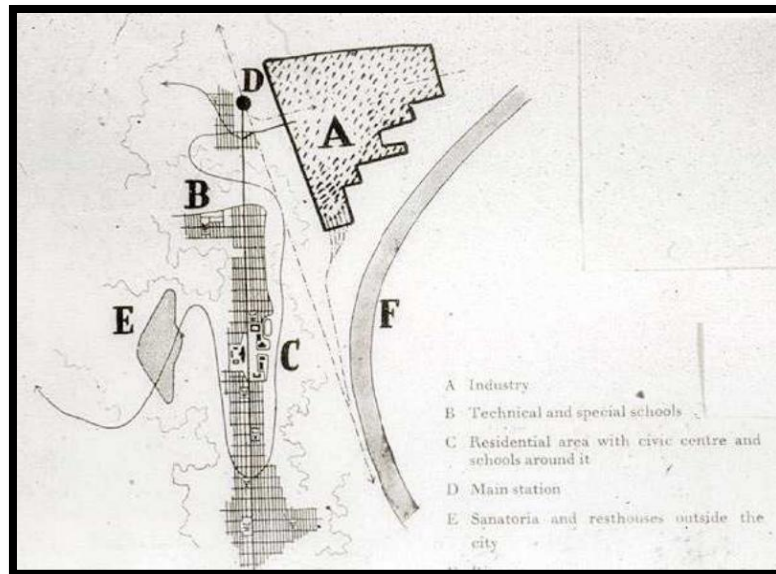 D
A
B
E
F
C
A Industry
B Technical and special schools
C Residential area with civic centre and
schools around it
D Main station
E Sanatoria and resthouses outside the
city